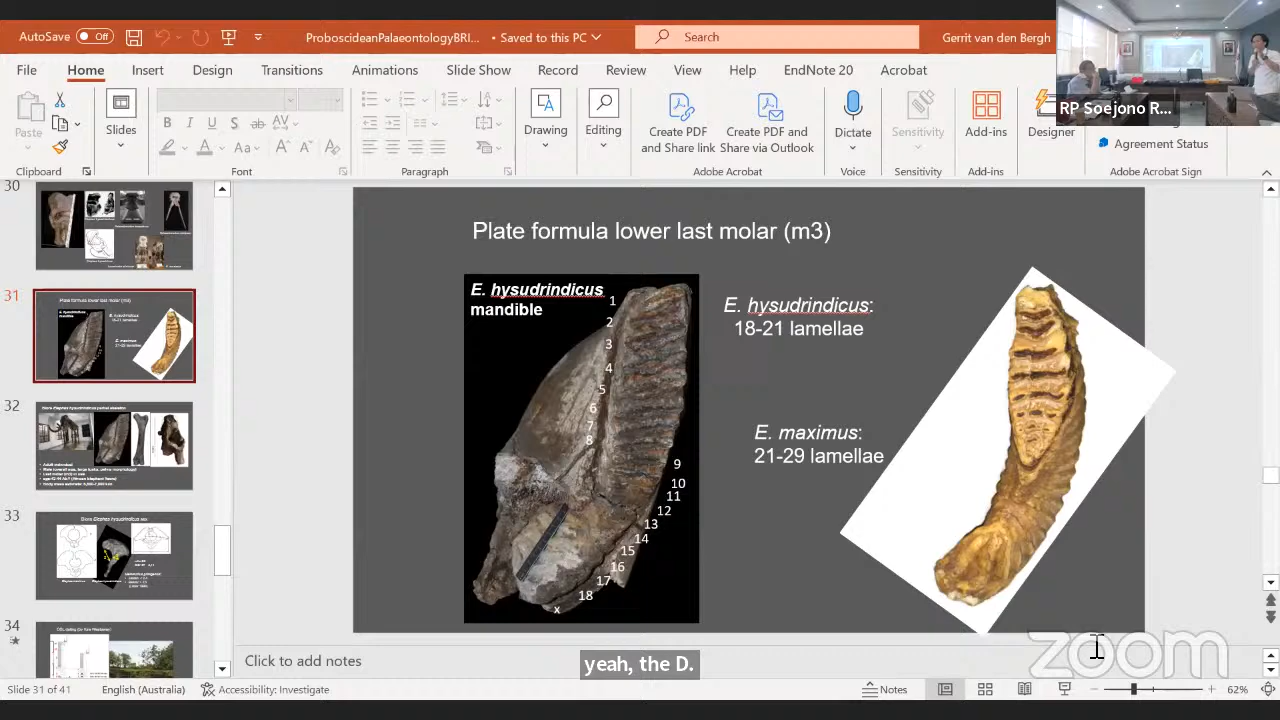 AutoSave Off ProboscideanPalaeontologyBRI... • Saved to this PC Search Gerrit van den Bergh
File Home Insert Design Transitions Animations Slide Show Record Review View Help EndNote 20 Acrobat
RP Soejono R...
Paste Slides Drawing Editing Create PDF and Share link Create PDF and Share via Outlook Dictate Sensitivity Add-ins Designer
Agreement Status
Clipboard Font Paragraph Adobe Acrobat Voice Sensitivity Add-ins Adobe Acrobat Sign
30
31
32
33
34
Plate formula lower last molar (m3)
E. hysudrindicus
mandible
1
2
3
4
5
6
7
8
9
10
11
12
13
14
15
16
17
18
x
E. hysudrindicus:
18-21 lamellae
E. maximus:
21-29 lamellae
zoom
Click to add notes
yeah, the D.
Slide 31 of 41 English (Australia) Accessibility: Investigate Notes 62%